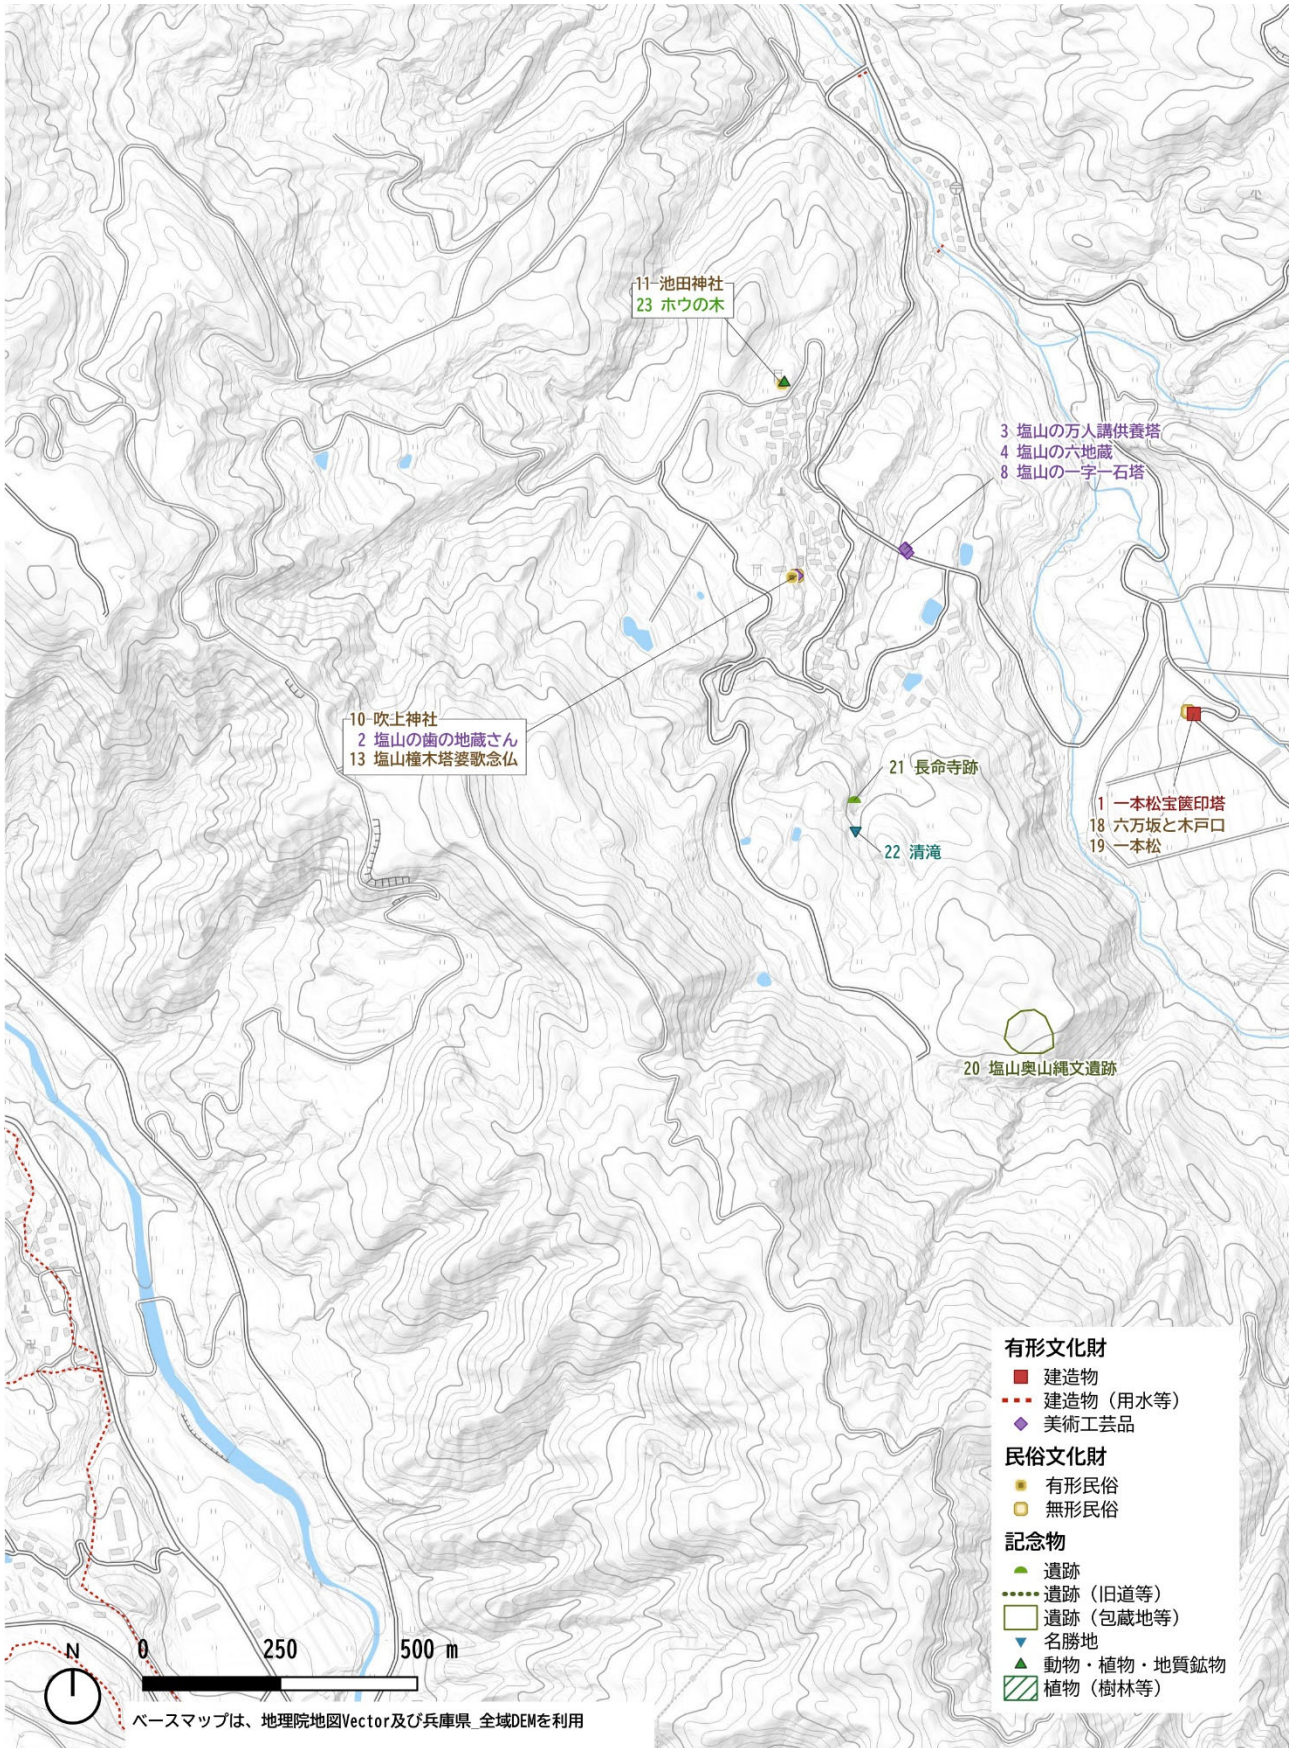 11 池田神社
23 ホウの木
3 塩山の万人講供養塔
4 塩山の六地蔵
8 塩山の一字一石塔
10 吹上神社
2 塩山の歯の地蔵さん
13 塩山橦木塔婆歌念仏
21 長命寺跡
22 清滝
1 一本松宝篋印塔
18 六万坂と木戸口
19 一本松
20 塩山奥山縄文遺跡
有形文化財
建造物
建造物（用水等）
美術工芸品
民俗文化財
有形民俗
無形民俗
記念物
遺跡
遺跡（旧道等）
遺跡（包蔵地等）
名勝地
動物・植物・地質鉱物
植物（樹林等）
N
0 250 500 m
ベースマップは、地理院地図Vector及び兵庫県_全域DEMを利用